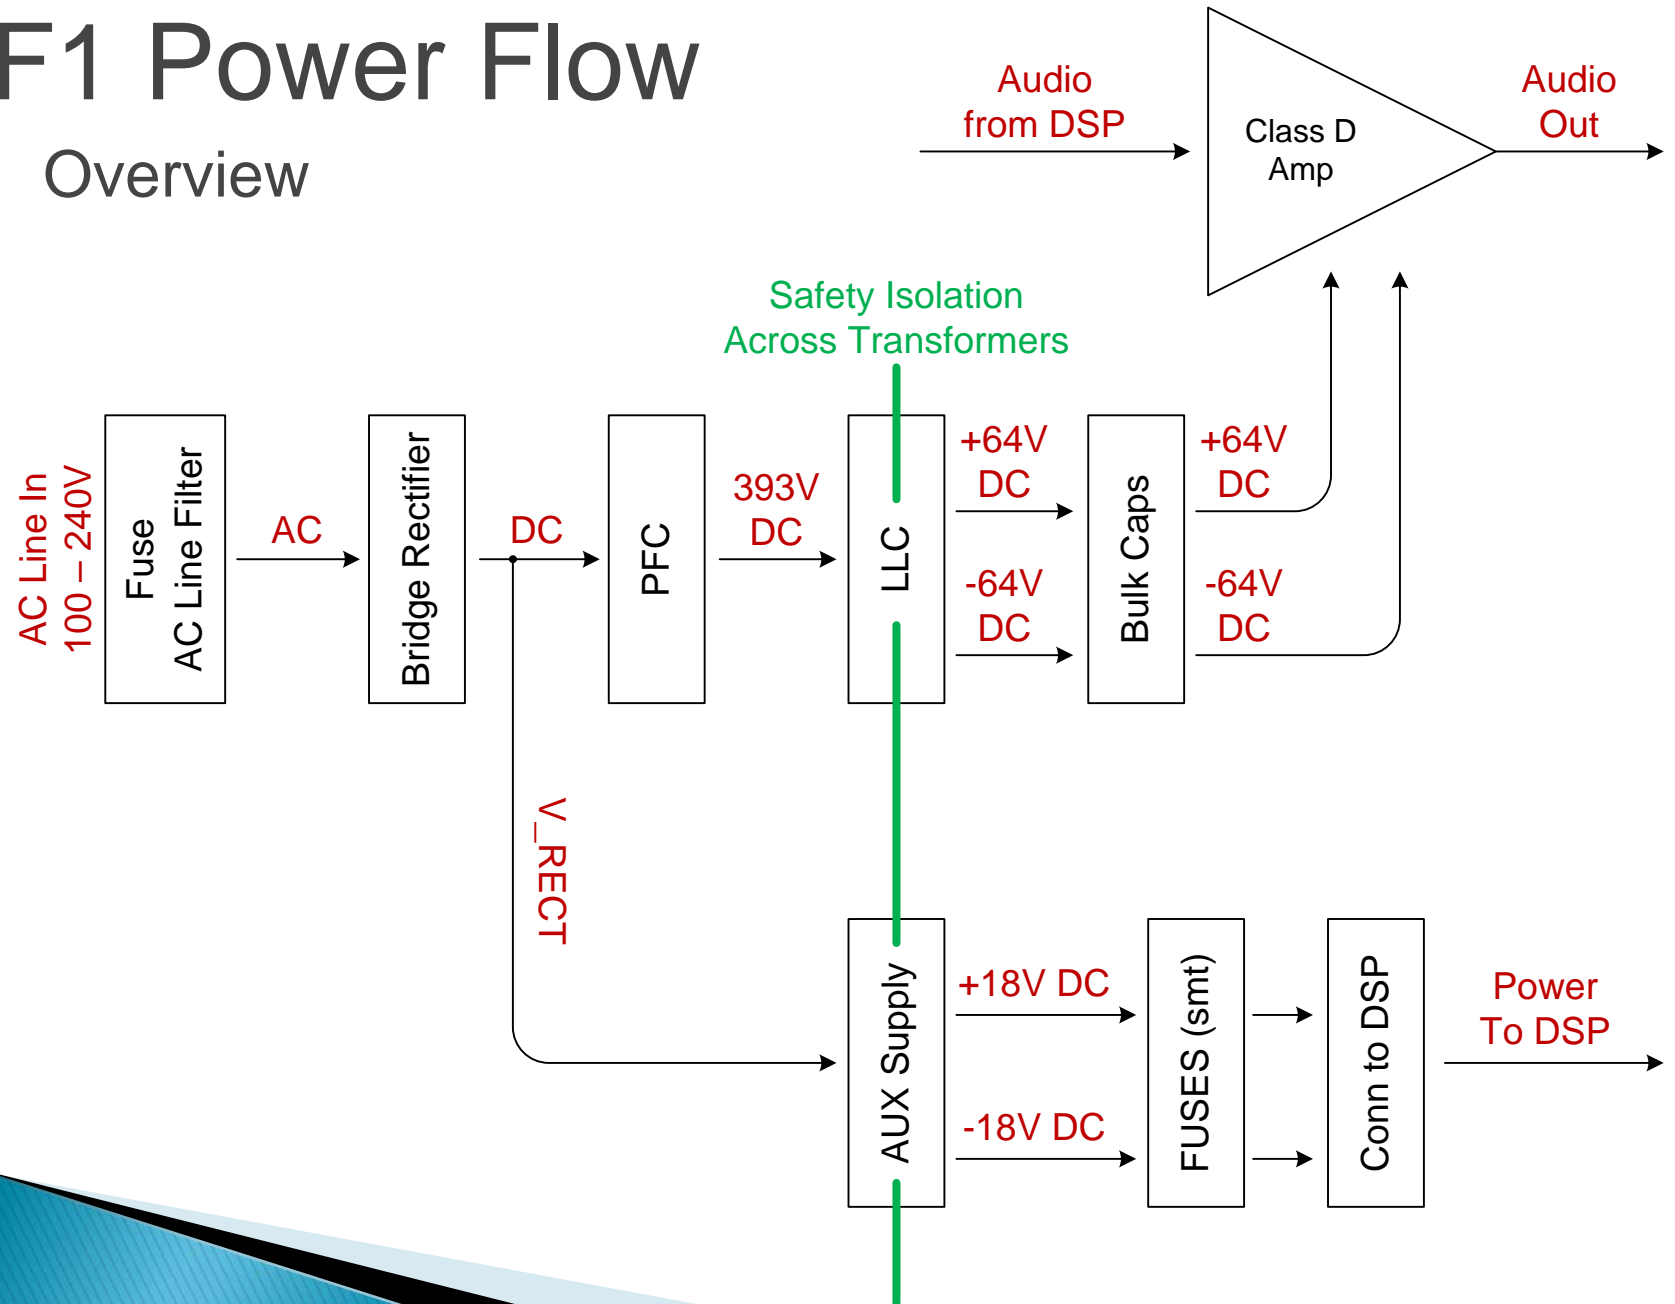 F1 Power Flow
Overview
Audio
from DSP
Class D
Amp
Audio
Out
Safety Isolation
Across Transformers
AC Line In
100 – 240V
Fuse
AC Line Filter
AC
Bridge Rectifier
DC
PFC
393V
DC
LLC
+64V
DC
-64V
DC
Bulk Caps
+64V
DC
-64V
DC
V_RECT
AUX Supply
+18V DC
-18V DC
FUSES (smt)
Conn to DSP
Power
To DSP